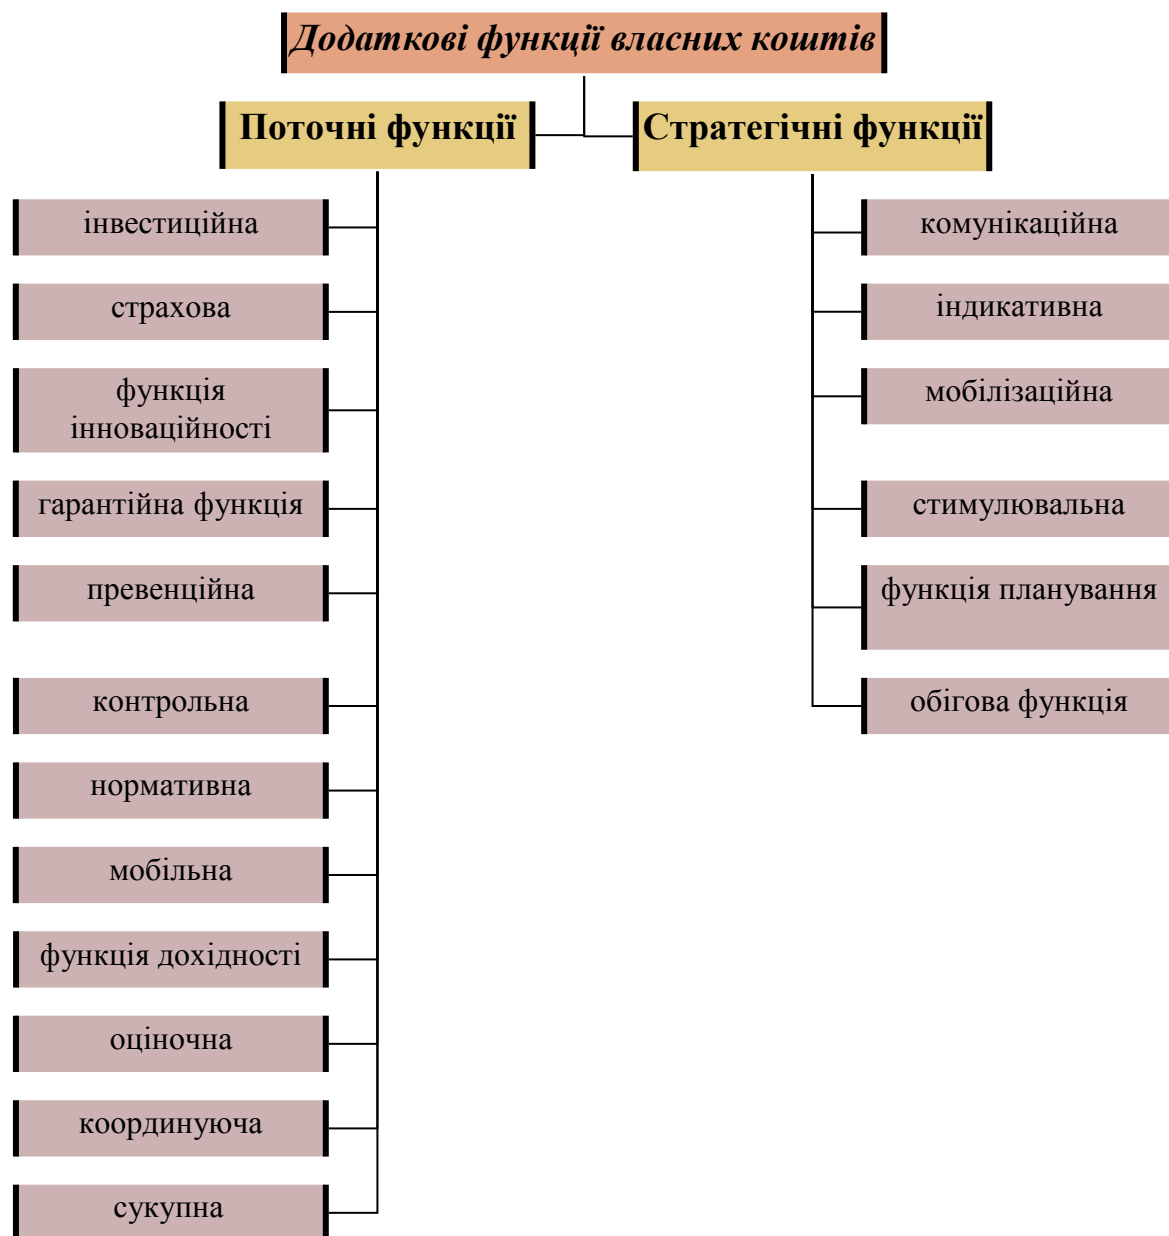 Додаткові функції власних коштів
Поточні функції
Стратегічні функції
інвестиційна
страхова
функція
інноваційності
гарантійна функція
превенційна
контрольна
нормативна
мобільна
функція дохідності
оціночна
координуюча
сукупна
комунікаційна
індикативна
мобілізаційна
стимулювальна
функція планування
обігова функція